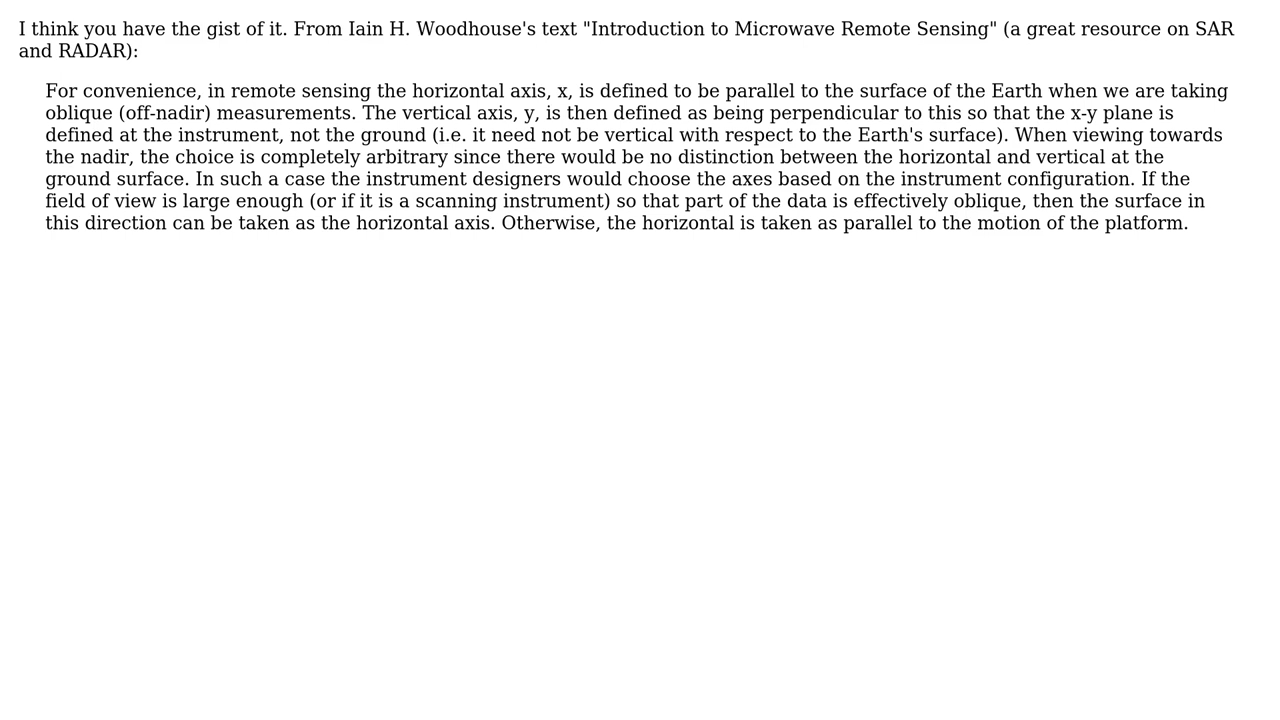 I think you have the gist of it. From Iain H. Woodhouse's text "Introduction to Microwave Remote Sensing" (a great resource on SAR
and RADAR):
For convenience, in remote sensing the horizontal axis, x, is defined to be parallel to the surface of the Earth when we are taking
oblique (off-nadir) measurements. The vertical axis, y, is then defined as being perpendicular to this so that the x-y plane is
defined at the instrument, not the ground (i.e. it need not be vertical with respect to the Earth's surface). When viewing towards
the nadir, the choice is completely arbitrary since there would be no distinction between the horizontal and vertical at the
ground surface. In such a case the instrument designers would choose the axes based on the instrument configuration. If the
field of view is large enough (or if it is a scanning instrument) so that part of the data is effectively oblique, then the surface in
this direction can be taken as the horizontal axis. Otherwise, the horizontal is taken as parallel to the motion of the platform.